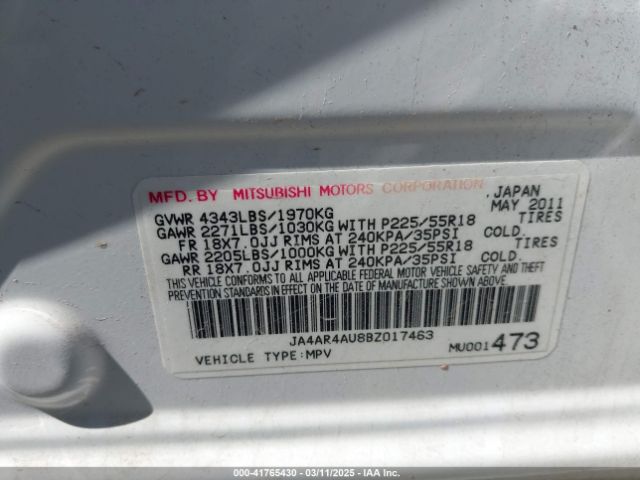 MFD. BY MITSUBISHI MOTORS CORPORATION JAPAN
GVWR 4343LBS/1970KG MAY 2011
GAWR 2271LBS/1030KG WITH P225/55R18 TIRES
FR 18X7.0JJ RIMS AT 240KPA/35PSI COLD.
GAWR 2205LBS/1000KG WITH P225/55R18 TIRES
RR 18X7.0JJ RIMS AT 240KPA/35PSI COLD.
THIS VEHICLE CONFORMS TO ALL APPLICABLE FEDERAL MOTOR VEHICLE SAFETY AND THEFT
PREVENTION STANDARDS IN EFFECT ON THE DATE OF MANUFACTURE SHOWN ABOVE.
JA4AR4AU8BZ017463
VEHICLE TYPE:MPV MU001473
000-41765430 - 03/11/2025 - IAA Inc.